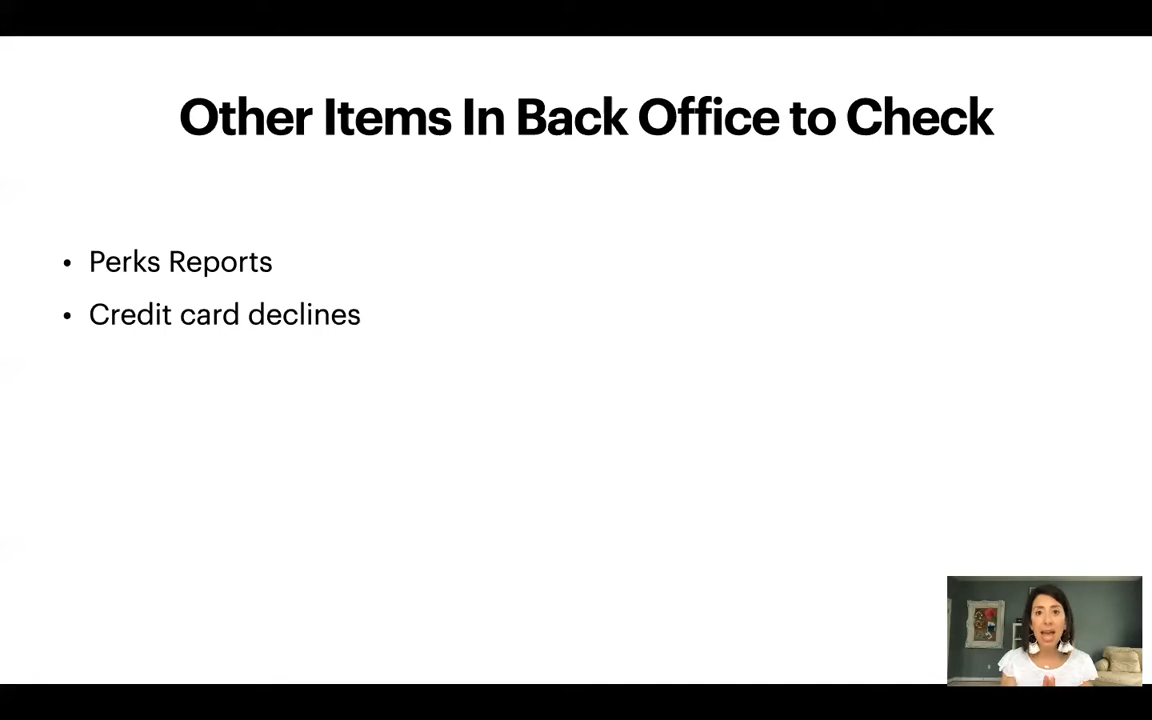 Other Items In Back Office to Check
• Perks Reports
• Credit card declines